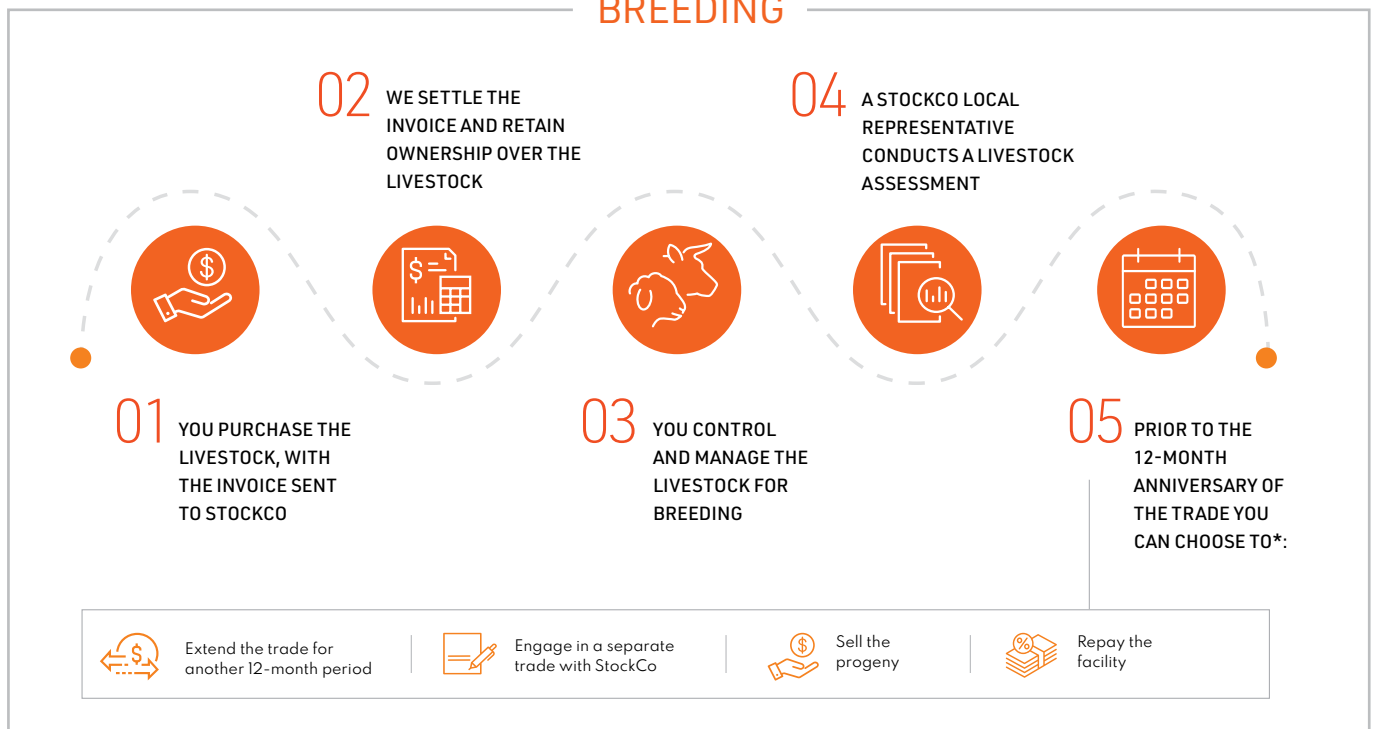 BREEDING
01
YOU PURCHASE THE
LIVESTOCK, WITH
THE INVOICE SENT
TO STOCKCO
02
WE SETTLE THE
INVOICE AND RETAIN
OWNERSHIP OVER THE
LIVESTOCK
03
YOU CONTROL
AND MANAGE THE
LIVESTOCK FOR
BREEDING
04
A STOCKCO LOCAL
REPRESENTATIVE
CONDUCTS A LIVESTOCK
ASSESSMENT
05
PRIOR TO THE
12-MONTH
ANNIVERSARY OF
THE TRADE YOU
CAN CHOOSE TO*:
Extend the trade for
another 12-month period
Engage in a separate
trade with StockCo
Sell the
progeny
Repay the
facility